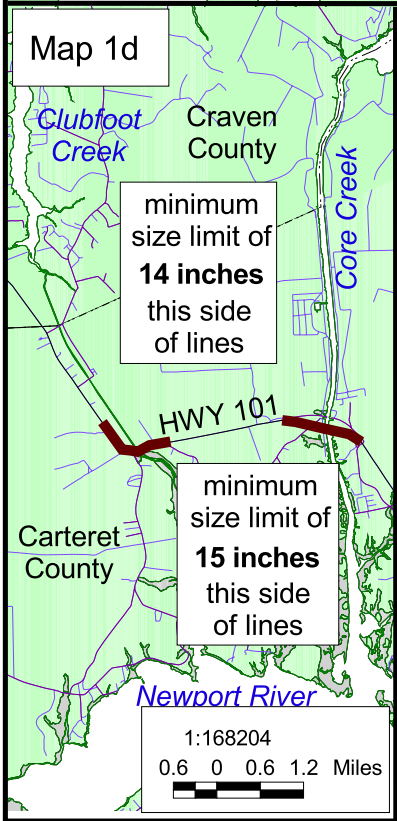 Map 1d
Clubfoot
Creek
Craven
County
Core Creek
minimum
size limit of
14 inches
this side
of lines
HWY 101
minimum
size limit of
15 inches
this side
of lines
Carteret
County
Newport River
1:168204
0.6 0 0.6 1.2 Miles